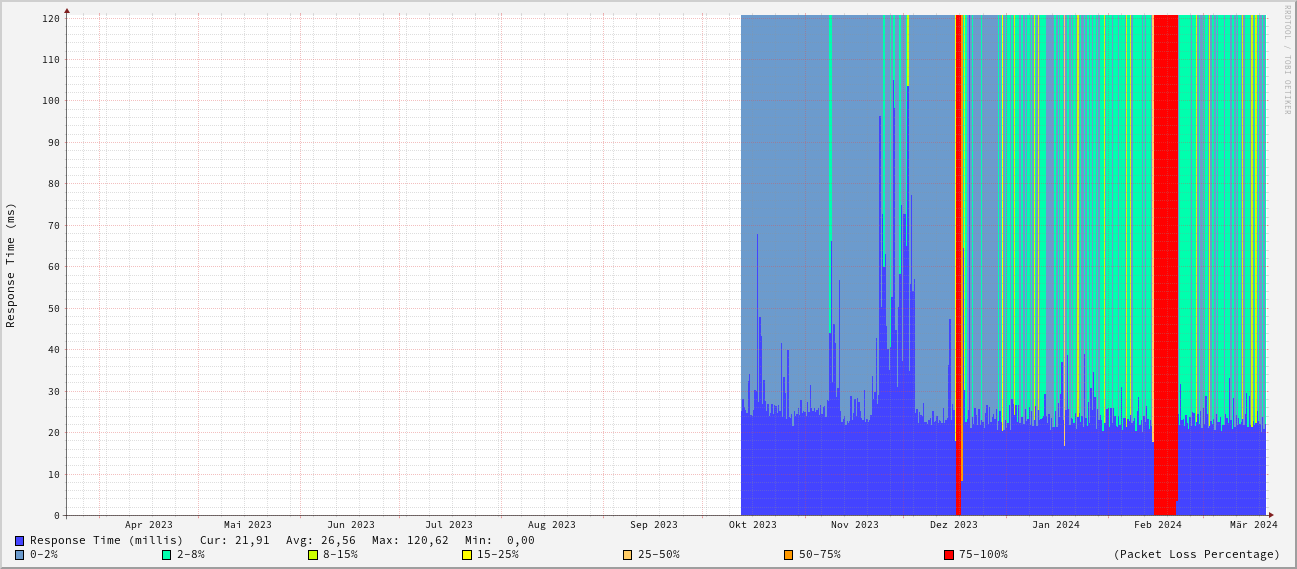 RRDTOOL / TOBI OETIKER
Response Time (ms)
120
110
100
90
80
70
60
50
40
30
20
10
0
Apr 2023 Mai 2023 Jun 2023 Jul 2023 Aug 2023 Sep 2023 Okt 2023 Nov 2023 Dez 2023 Jan 2024 Feb 2024 Mär 2024
Response Time (millis) Cur: 21,91 Avg: 26,56 Max: 120,62 Min: 0,00
0-2% 2-8% 8-15% 15-25% 25-50% 50-75% 75-100% (Packet Loss Percentage)